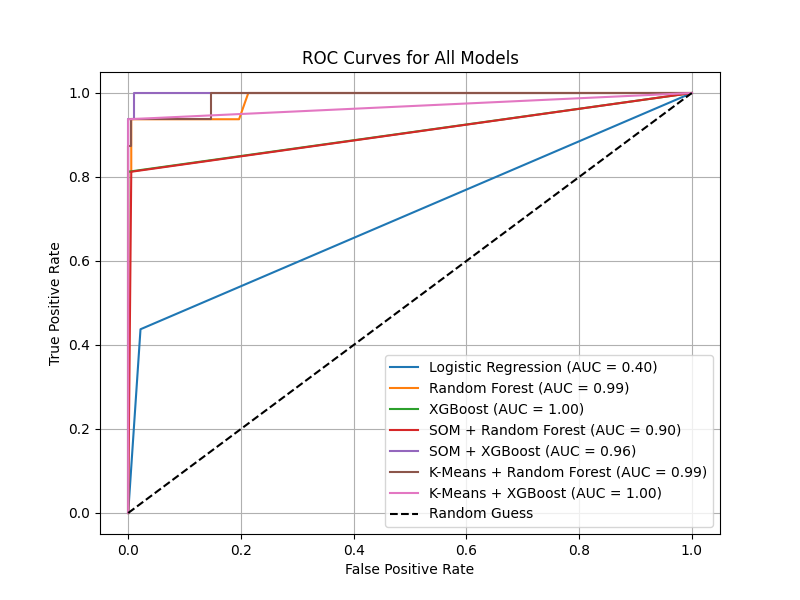 ROC Curves for All Models
True Positive Rate
1.0
0.8
0.6
0.4
0.2
0.0
Logistic Regression (AUC = 0.40)
Random Forest (AUC = 0.99)
XGBoost (AUC = 1.00)
SOM + Random Forest (AUC = 0.90)
SOM + XGBoost (AUC = 0.96)
K-Means + Random Forest (AUC = 0.99)
K-Means + XGBoost (AUC = 1.00)
Random Guess
0.0 0.2 0.4 0.6 0.8 1.0
False Positive Rate